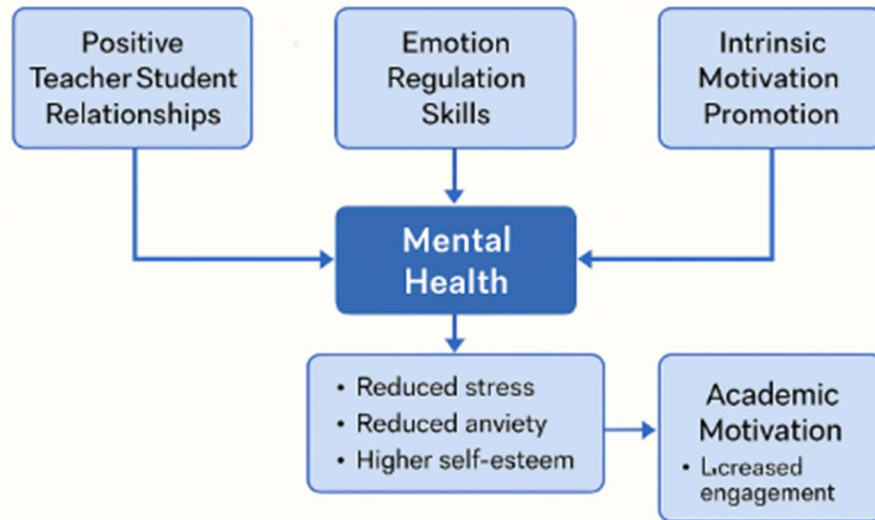 Positive
Teacher Student
Relationships
Emotion
Regulation
Skills
Intrinsic
Motivation
Promotion
Mental
Health
• Reduced stress
• Reduced anviety
• Higher self-esteem
Academic
Motivation
• Lıcreased
engagement